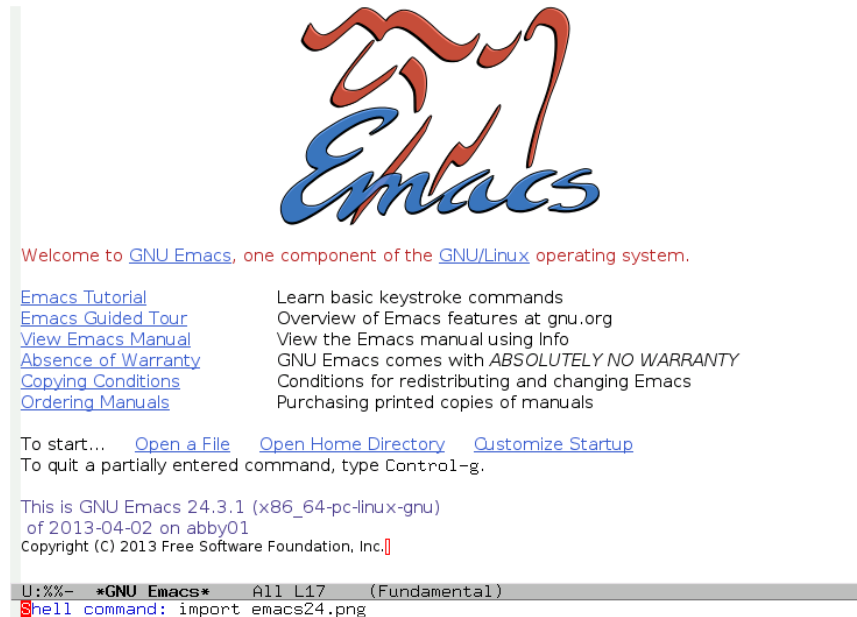 Emacs
Welcome to GNU Emacs, one component of the GNU/Linux operating system.
Emacs Tutorial Learn basic keystroke commands
Emacs Guided Tour Overview of Emacs features at gnu.org
View Emacs Manual View the Emacs manual using Info
Absence of Warranty GNU Emacs comes with ABSOLUTELY NO WARRANTY
Copying Conditions Conditions for redistributing and changing Emacs
Ordering Manuals Purchasing printed copies of manuals
To start... Open a File Open Home Directory Customize Startup
To quit a partially entered command, type Control-g.
This is GNU Emacs 24.3.1 (x86_64-pc-linux-gnu)
of 2013-04-02 on abby01
Copyright (C) 2013 Free Software Foundation, Inc.
U:%%- *GNU Emacs* All L17 (Fundamental)
Shell command: import emacs24.png